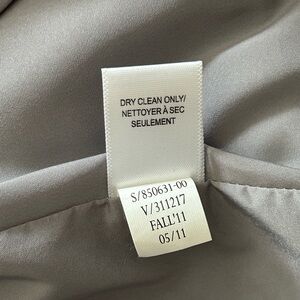 DRY CLEAN ONLY/
NETTOYER À SEC
SEULEMENT
S/850631-00
V/311217
FALL'11
05/11